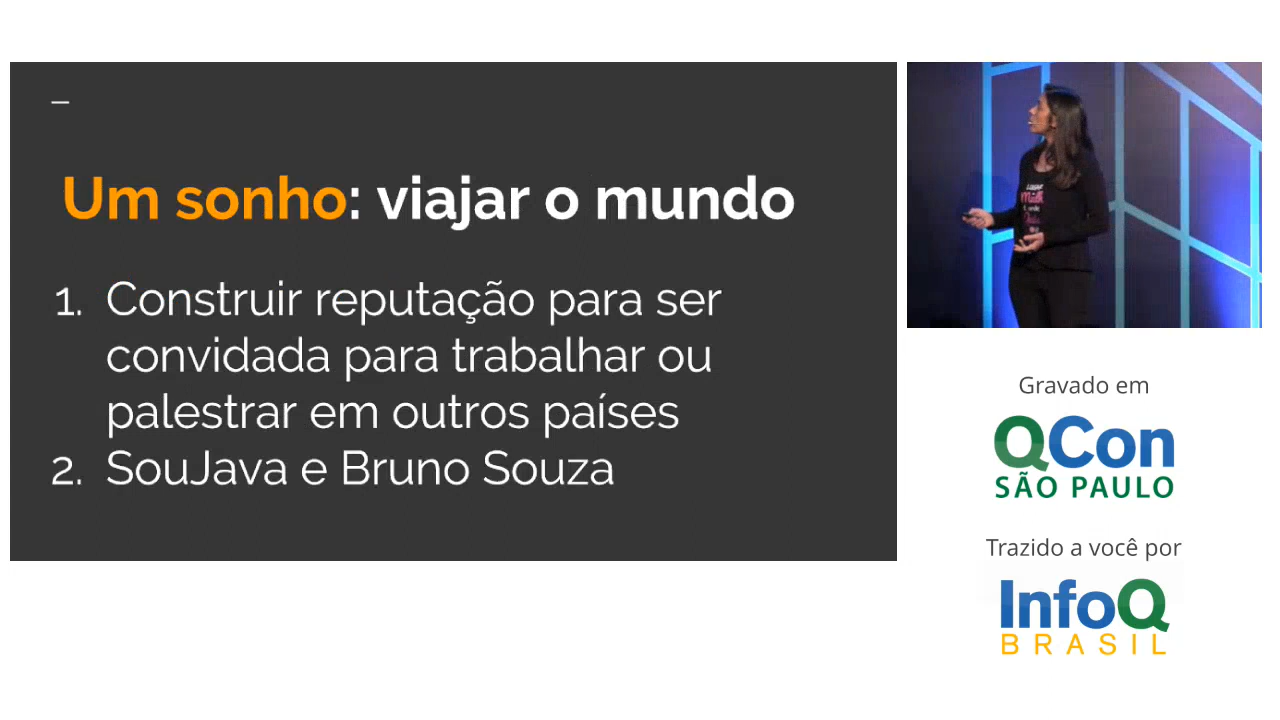 Um sonho: viajar o mundo
1. Construir reputação para ser
convidada para trabalhar ou
palestrar em outros países
2. SouJava e Bruno Souza
Gravado em
QCon
SÃO PAULO
Trazido a você por
InfoQ
BRASIL